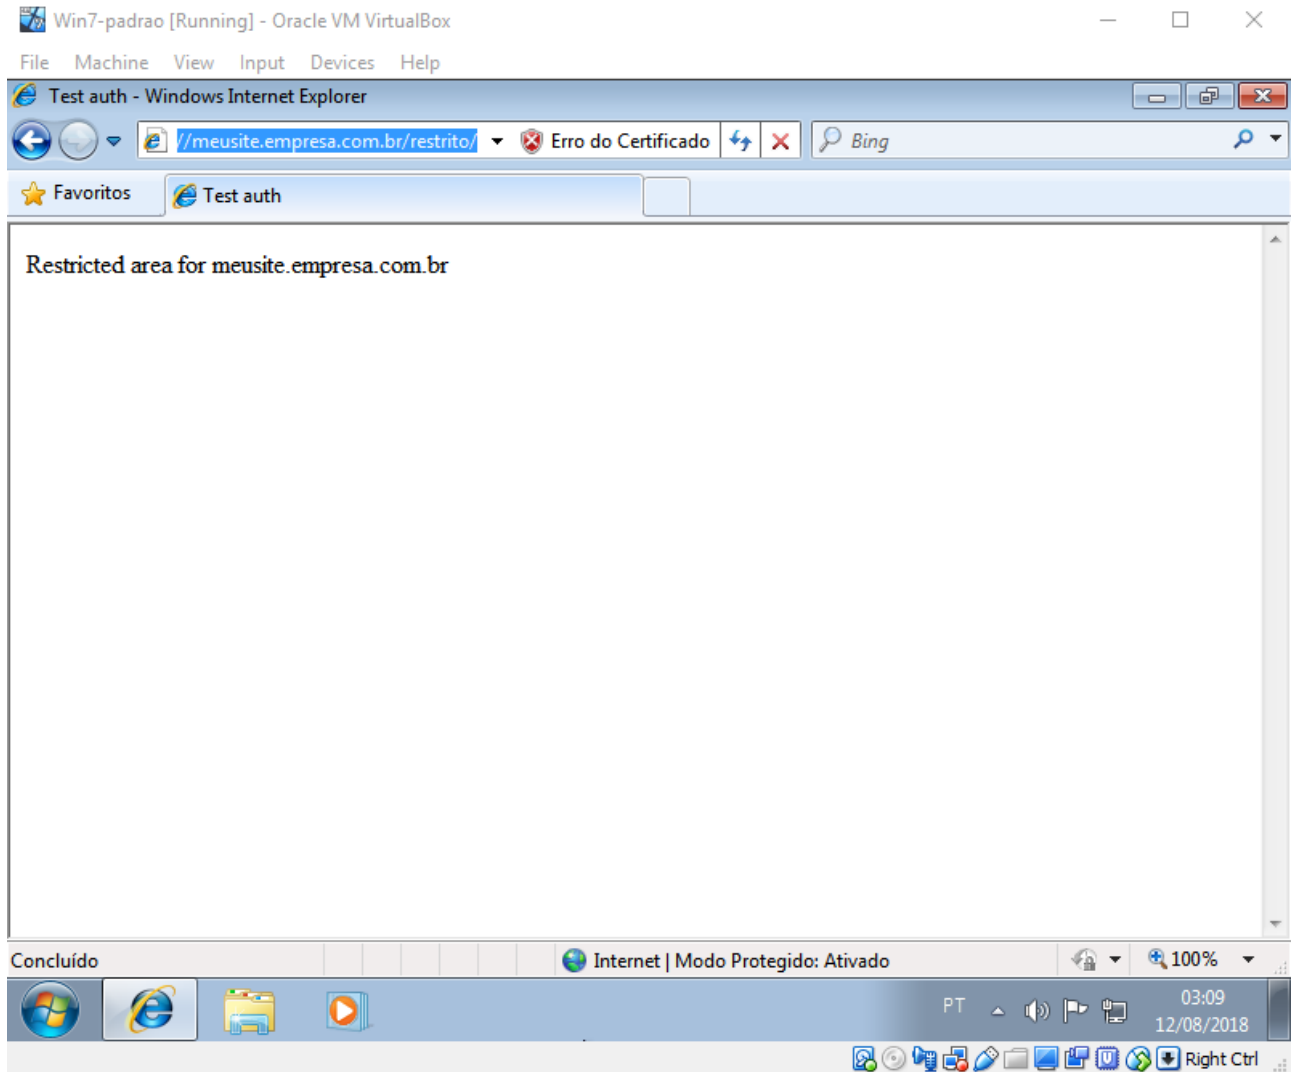 Win7-padrao [Running] - Oracle VM VirtualBox
File Machine View Input Devices Help
Test auth - Windows Internet Explorer
//meusite.empresa.com.br/restrito/ Erro do Certificado Bing
Favoritos Test auth
Restricted area for meusite.empresa.com.br
Concluído Internet | Modo Protegido: Ativado 100%
PT 03:09
12/08/2018
Right Ctrl